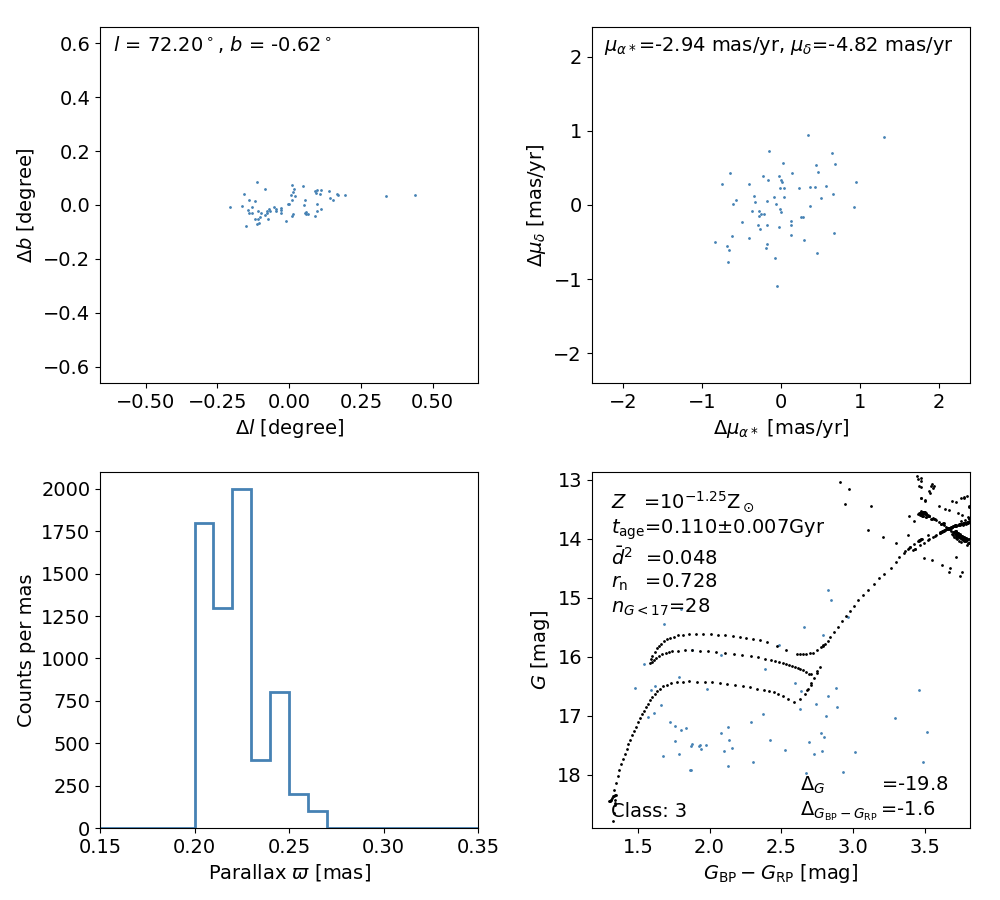 l = 72.20°, b = -0.62°
0.6
0.4
0.2
0.0
−0.2
−0.4
−0.6
Δb [degree]
−0.50 −0.25 0.00 0.25 0.50
Δl [degree]
μα*=-2.94 mas/yr, μδ=-4.82 mas/yr
2
1
0
−1
−2
Δμδ [mas/yr]
−2 −1 0 1 2
Δμα* [mas/yr]
2000
1750
1500
1250
1000
750
500
250
0
Counts per mas
0.15 0.20 0.25 0.30 0.35
Parallax ϖ [mas]
13
14
15
16
17
18
G [mag]
Z =10^−1.25 Z⊙
t_age=0.110±0.007Gyr
d̄² =0.048
r_n =0.728
n_G<17=28
Δ_G =-19.8
Class: 3 Δ_GBP−GRP =-1.6
1.5 2.0 2.5 3.0 3.5
G_BP − G_RP [mag]